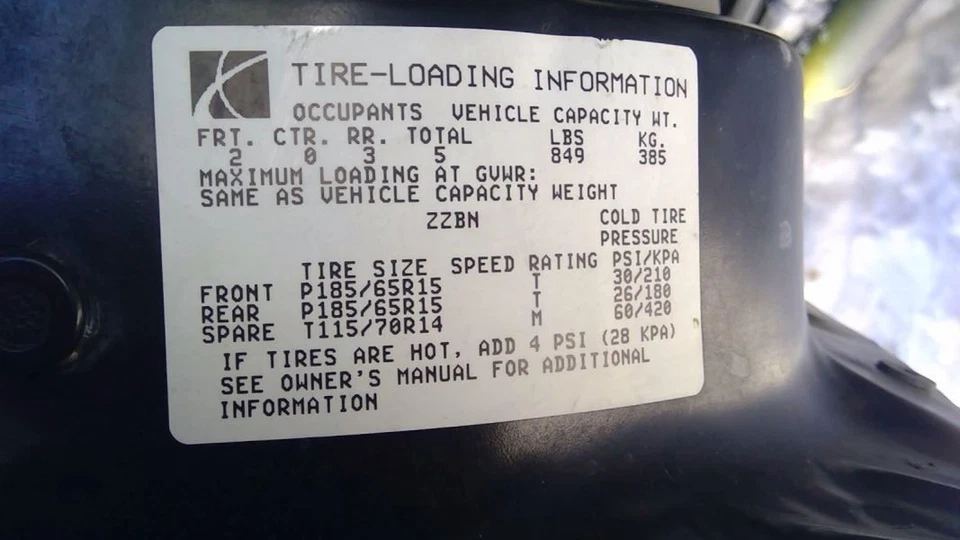 TIRE-LOADING INFORMATION
OCCUPANTS VEHICLE CAPACITY WT.
FRT. CTR. RR. TOTAL LBS KG.
2 0 3 5 849 385
MAXIMUM LOADING AT GVWR:
SAME AS VEHICLE CAPACITY WEIGHT
ZZBN COLD TIRE
PRESSURE
TIRE SIZE SPEED RATING PSI/KPA
FRONT P185/65R15 T 30/210
REAR P185/65R15 T 26/180
SPARE T115/70R14 M 60/420
IF TIRES ARE HOT, ADD 4 PSI (28 KPA)
SEE OWNER'S MANUAL FOR ADDITIONAL
INFORMATION